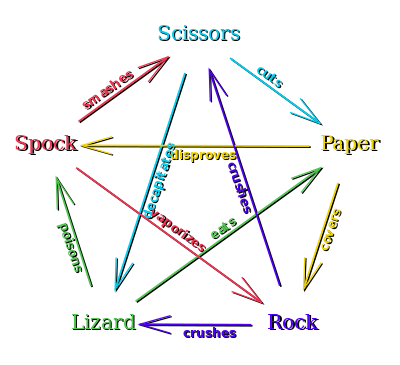 Scissors
smashes
cuts
Spock
Paper
disproves
decapitates
crushes
vaporizes
eats
covers
poisons
Lizard
Rock
crushes